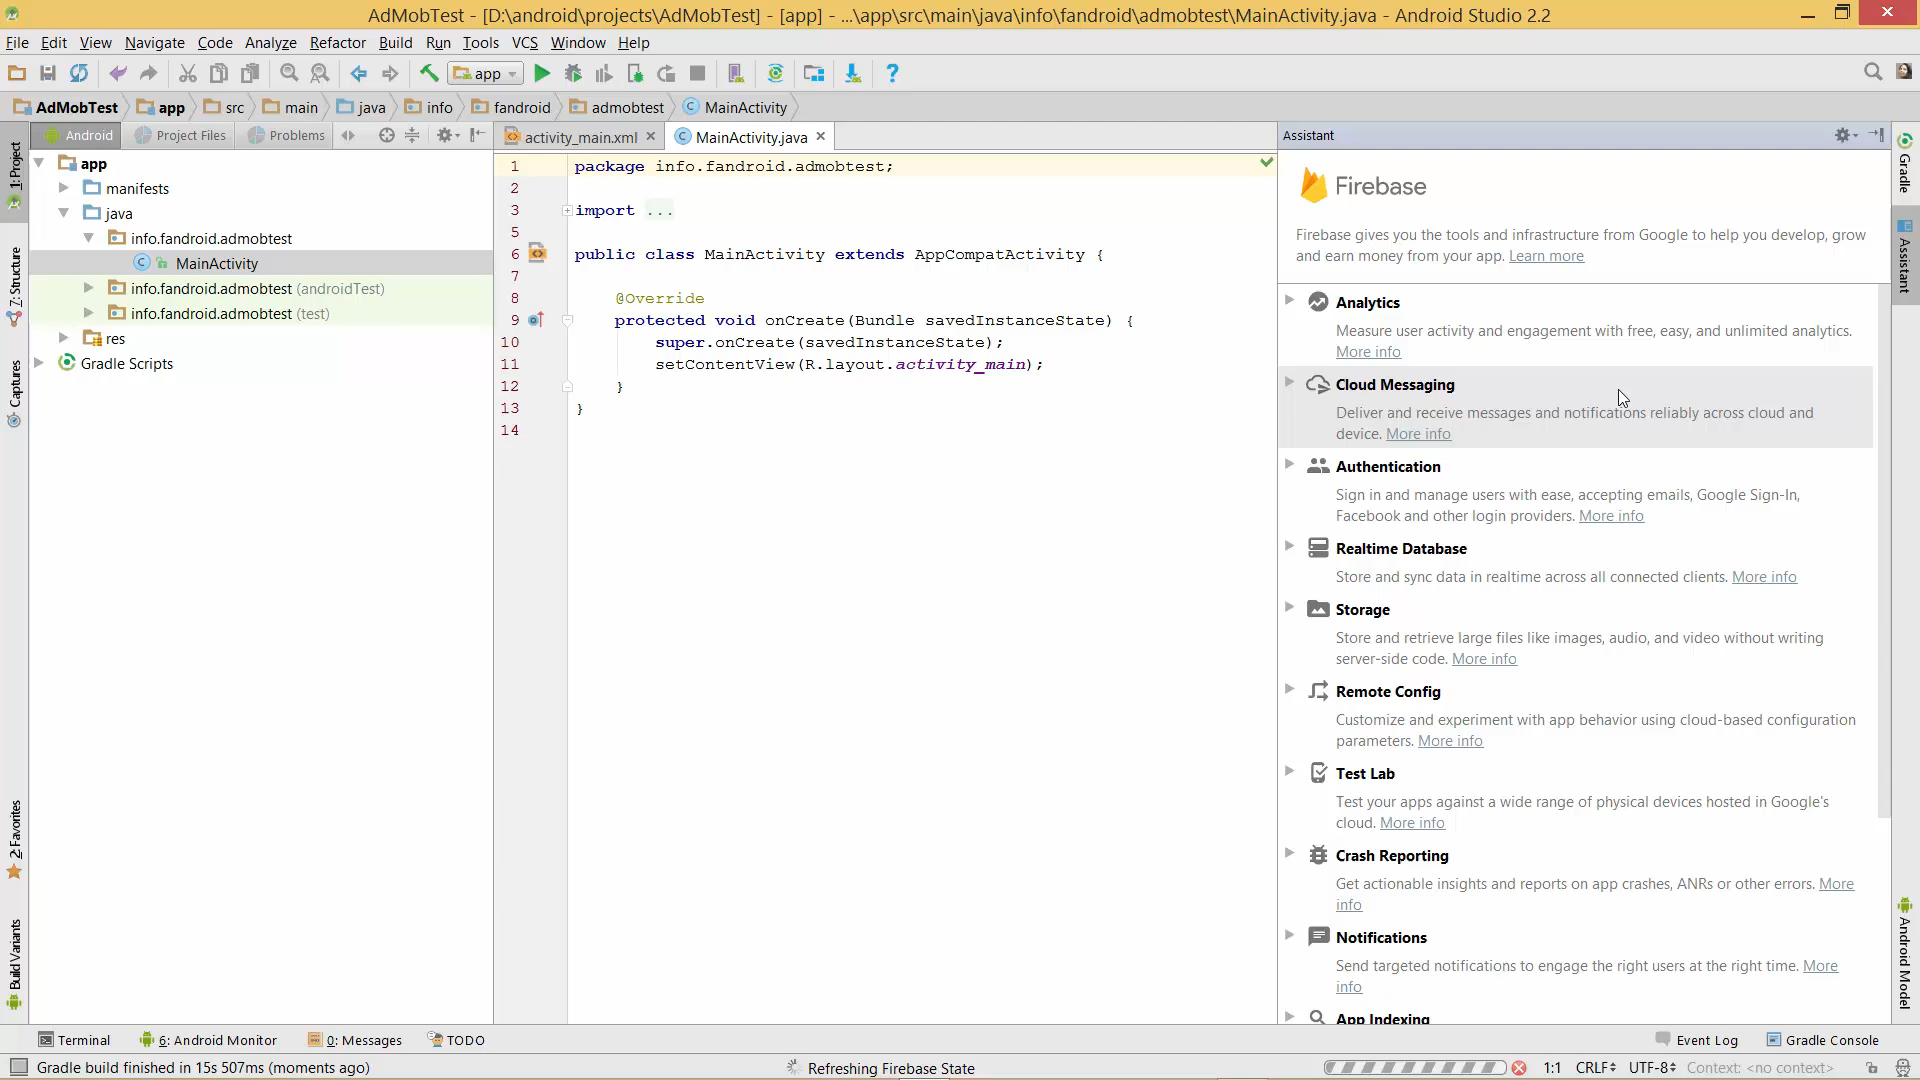 AdMobTest - [D:\android\projects\AdMobTest] - [app] - ...\app\src\main\java\info\fandroid\admobtest\MainActivity.java - Android Studio 2.2
File Edit View Navigate Code Analyze Refactor Build Run Tools VCS Window Help
app
AdMobTest app src main java info fandroid admobtest MainActivity
Android Project Files Problems
activity_main.xml MainActivity.java
Assistant
1: Project
7: Structure
Captures
2: Favorites
Build Variants
app
manifests
java
info.fandroid.admobtest
MainActivity
info.fandroid.admobtest (androidTest)
info.fandroid.admobtest (test)
res
Gradle Scripts
1 package info.fandroid.admobtest;
2
3 import ...
5
6 public class MainActivity extends AppCompatActivity {
7
8 @Override
9 protected void onCreate(Bundle savedInstanceState) {
10 super.onCreate(savedInstanceState);
11 setContentView(R.layout.activity_main);
12 }
13 }
14
Firebase
Firebase gives you the tools and infrastructure from Google to help you develop, grow
and earn money from your app. Learn more
Analytics
Measure user activity and engagement with free, easy, and unlimited analytics.
More info
Cloud Messaging
Deliver and receive messages and notifications reliably across cloud and
device. More info
Authentication
Sign in and manage users with ease, accepting emails, Google Sign-In,
Facebook and other login providers. More info
Realtime Database
Store and sync data in realtime across all connected clients. More info
Storage
Store and retrieve large files like images, audio, and video without writing
server-side code. More info
Remote Config
Customize and experiment with app behavior using cloud-based configuration
parameters. More info
Test Lab
Test your apps against a wide range of physical devices hosted in Google's
cloud. More info
Crash Reporting
Get actionable insights and reports on app crashes, ANRs or other errors. More
info
Notifications
Send targeted notifications to engage the right users at the right time. More
info
App Indexing
Gradle
Assistant
Android Model
Terminal 6: Android Monitor 0: Messages TODO Event Log Gradle Console
Gradle build finished in 15s 507ms (moments ago) Refreshing Firebase State 1:1 CRLF UTF-8 Context: <no context>